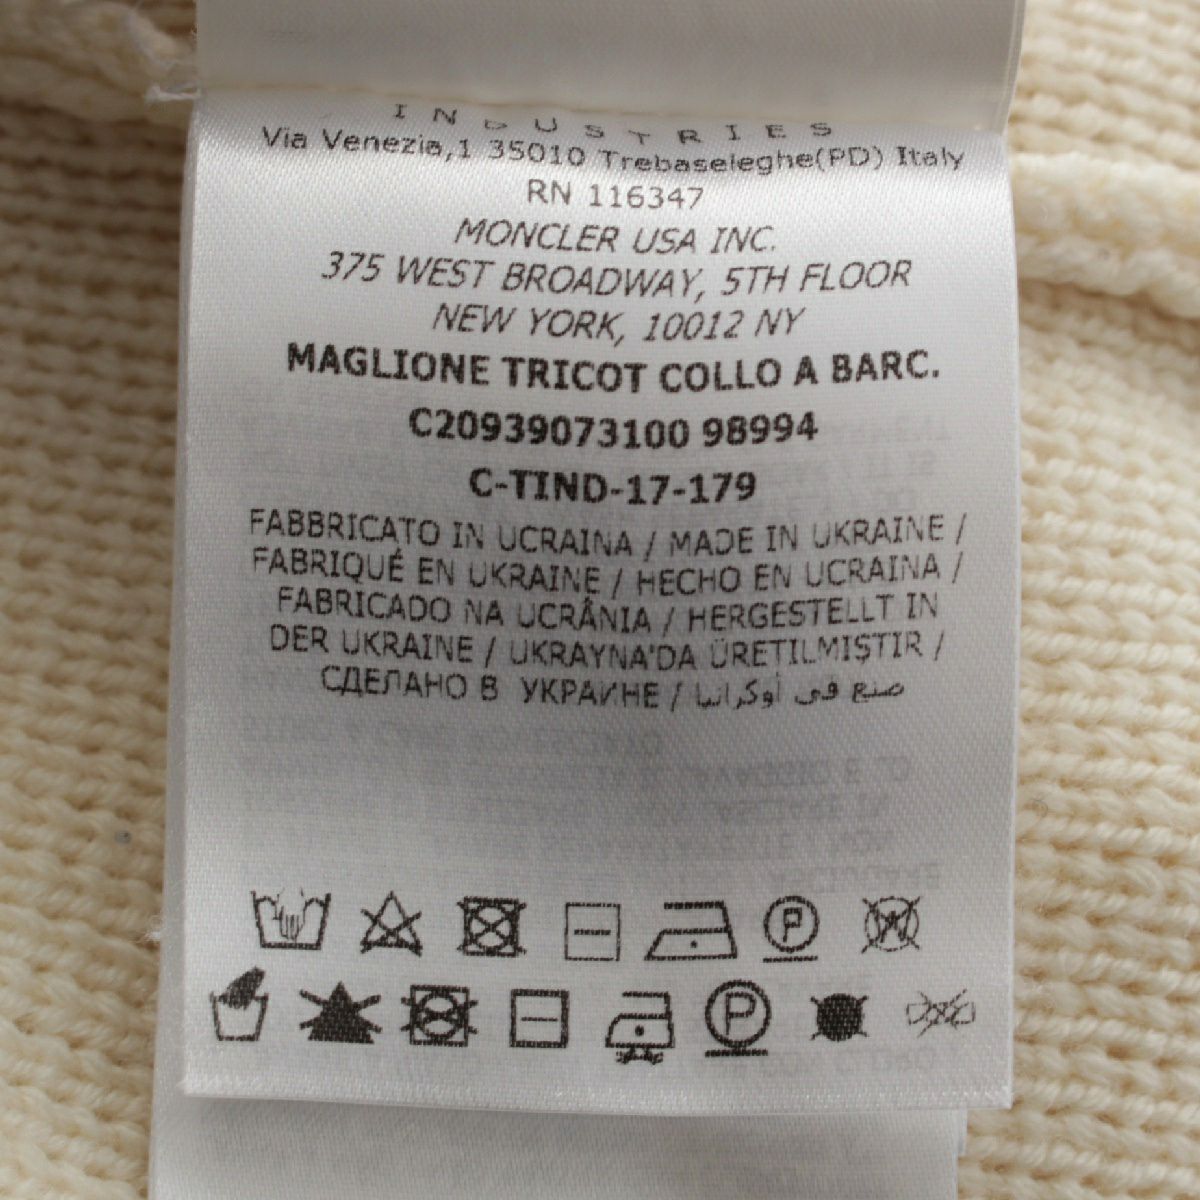 INDUSTRIES
Via Venezia,1 35010 Trebaseleghe(PD) Italy
RN 116347
MONCLER USA INC.
375 WEST BROADWAY, 5TH FLOOR
NEW YORK, 10012 NY
MAGLIONE TRICOT COLLO A BARC.
C20939073100 98994
C-TIND-17-179
FABBRICATO IN UCRAINA / MADE IN UKRAINE /
FABRIQUÉ EN UKRAINE / HECHO EN UCRAINA /
FABRICADO NA UCRÂNIA / HERGESTELLT IN
DER UKRAINE / UKRAYNA'DA ÜRETILMIŞTIR /
СДЕЛАНО В УКРАИНЕ / صنع في أوكرانيا
P W
P